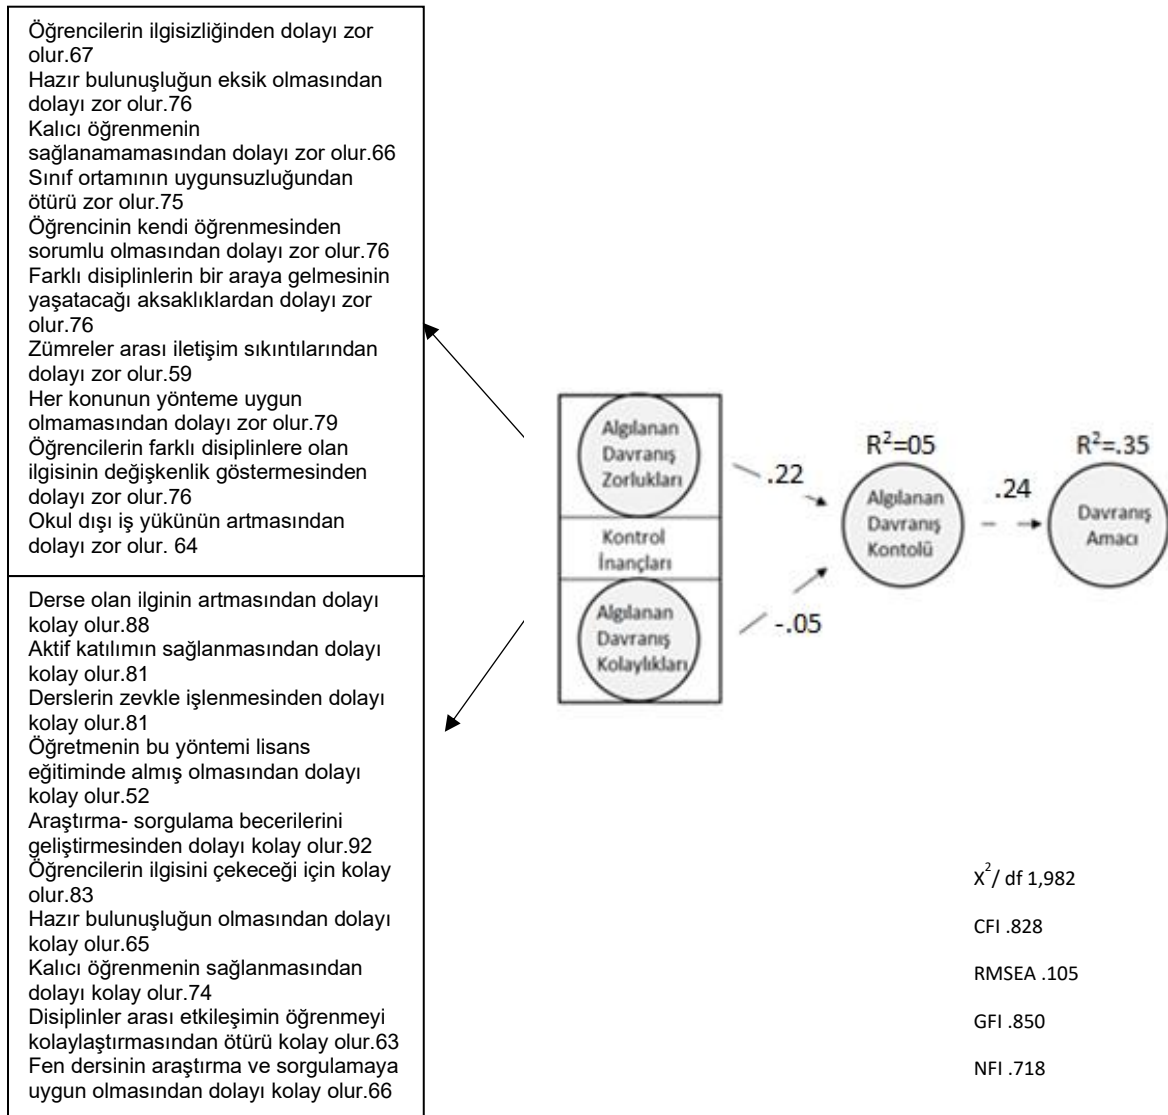 Öğrencilerin ilgisizliğinden dolayı zor
olur.67
Hazır bulunuşluğun eksik olmasından
dolayı zor olur.76
Kalıcı öğrenmenin
sağlanamamasından dolayı zor olur.66
Sınıf ortamının uygunsuzluğundan
ötürü zor olur.75
Öğrencinin kendi öğrenmesinden
sorumlu olmasından dolayı zor olur.76
Farklı disiplinlerin bir araya gelmesinin
yaşatacağı aksaklıklardan dolayı zor
olur.76
Zümreler arası iletişim sıkıntılarından
dolayı zor olur.59
Her konunun yönteme uygun
olmamasından dolayı zor olur.79
Öğrencilerin farklı disiplinlere olan
ilgisinin değişkenlik göstermesinden
dolayı zor olur.76
Okul dışı iş yükünün artmasından
dolayı zor olur. 64
Derse olan ilginin artmasından dolayı
kolay olur.88
Aktif katılımın sağlanmasından dolayı
kolay olur.81
Derslerin zevkle işlenmesinden dolayı
kolay olur.81
Öğretmenin bu yöntemi lisans
eğitiminde almış olmasından dolayı
kolay olur.52
Araştırma- sorgulama becerilerini
geliştirmesinden dolayı kolay olur.92
Öğrencilerin ilgisini çekeceği için kolay
olur.83
Hazır bulunuşluğun olmasından dolayı
kolay olur.65
Kalıcı öğrenmenin sağlanmasından
dolayı kolay olur.74
Disiplinler arası etkileşimin öğrenmeyi
kolaylaştırmasından ötürü kolay olur.63
Fen dersinin araştırma ve sorgulamaya
uygun olmasından dolayı kolay olur.66
Algılanan
Davranış
Zorlukları
Kontrol
İnançları
Algılanan
Davranış
Kolaylıkları
.22
-.05
R²=05
Algılanan
Davranış
Kontolü
.24
R²=.35
Davranış
Amacı
X²/ df 1,982
CFI .828
RMSEA .105
GFI .850
NFI .718